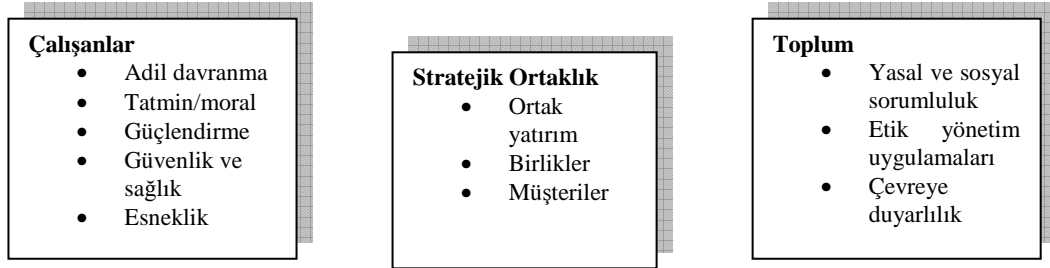 Çalışanlar
• Adil davranma
• Tatmin/moral
• Güçlendirme
• Güvenlik ve
sağlık
• Esneklik
Stratejik Ortaklık
• Ortak
yatırım
• Birlikler
• Müşteriler
Toplum
• Yasal ve sosyal
sorumluluk
• Etik yönetim
uygulamaları
• Çevreye
duyarlılık